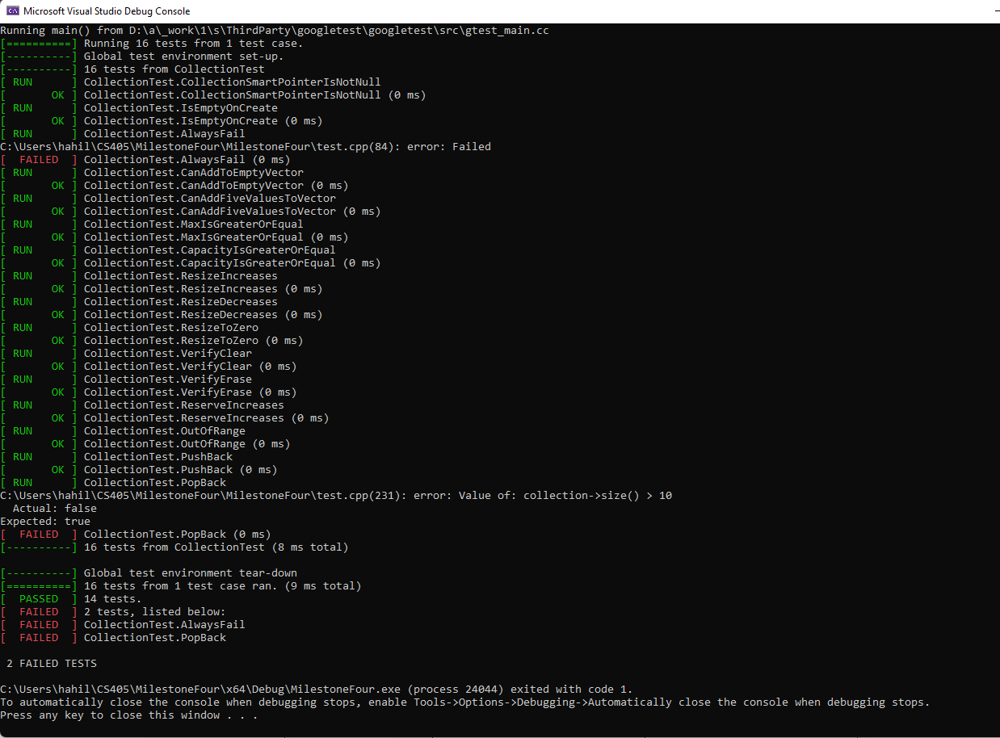 Microsoft Visual Studio Debug Console
Running main() from D:\a\_work\1\s\ThirdParty\googletest\googletest\src\gtest_main.cc
[==========] Running 16 tests from 1 test case.
[----------] Global test environment set-up.
[----------] 16 tests from CollectionTest
[ RUN      ] CollectionTest.CollectionSmartPointerIsNotNull
[       OK ] CollectionTest.CollectionSmartPointerIsNotNull (0 ms)
[ RUN      ] CollectionTest.IsEmptyOnCreate
[       OK ] CollectionTest.IsEmptyOnCreate (0 ms)
[ RUN      ] CollectionTest.AlwaysFail
C:\Users\hahil\CS405\MilestoneFour\MilestoneFour\test.cpp(84): error: Failed
[  FAILED  ] CollectionTest.AlwaysFail (0 ms)
[ RUN      ] CollectionTest.CanAddToEmptyVector
[       OK ] CollectionTest.CanAddToEmptyVector (0 ms)
[ RUN      ] CollectionTest.CanAddFiveValuesToVector
[       OK ] CollectionTest.CanAddFiveValuesToVector (0 ms)
[ RUN      ] CollectionTest.MaxIsGreaterOrEqual
[       OK ] CollectionTest.MaxIsGreaterOrEqual (0 ms)
[ RUN      ] CollectionTest.CapacityIsGreaterOrEqual
[       OK ] CollectionTest.CapacityIsGreaterOrEqual (0 ms)
[ RUN      ] CollectionTest.ResizeIncreases
[       OK ] CollectionTest.ResizeIncreases (0 ms)
[ RUN      ] CollectionTest.ResizeDecreases
[       OK ] CollectionTest.ResizeDecreases (0 ms)
[ RUN      ] CollectionTest.ResizeToZero
[       OK ] CollectionTest.ResizeToZero (0 ms)
[ RUN      ] CollectionTest.VerifyClear
[       OK ] CollectionTest.VerifyClear (0 ms)
[ RUN      ] CollectionTest.VerifyErase
[       OK ] CollectionTest.VerifyErase (0 ms)
[ RUN      ] CollectionTest.ReserveIncreases
[       OK ] CollectionTest.ReserveIncreases (0 ms)
[ RUN      ] CollectionTest.OutOfRange
[       OK ] CollectionTest.OutOfRange (0 ms)
[ RUN      ] CollectionTest.PushBack
[       OK ] CollectionTest.PushBack (0 ms)
[ RUN      ] CollectionTest.PopBack
C:\Users\hahil\CS405\MilestoneFour\MilestoneFour\test.cpp(231): error: Value of: collection->size() > 10
  Actual: false
Expected: true
[  FAILED  ] CollectionTest.PopBack (0 ms)
[----------] 16 tests from CollectionTest (8 ms total)
[----------] Global test environment tear-down
[==========] 16 tests from 1 test case ran. (9 ms total)
[  PASSED  ] 14 tests.
[  FAILED  ] 2 tests, listed below:
[  FAILED  ] CollectionTest.AlwaysFail
[  FAILED  ] CollectionTest.PopBack
 2 FAILED TESTS
C:\Users\hahil\CS405\MilestoneFour\x64\Debug\MilestoneFour.exe (process 24044) exited with code 1.
To automatically close the console when debugging stops, enable Tools->Options->Debugging->Automatically close the console when debugging stops.
Press any key to close this window . . .